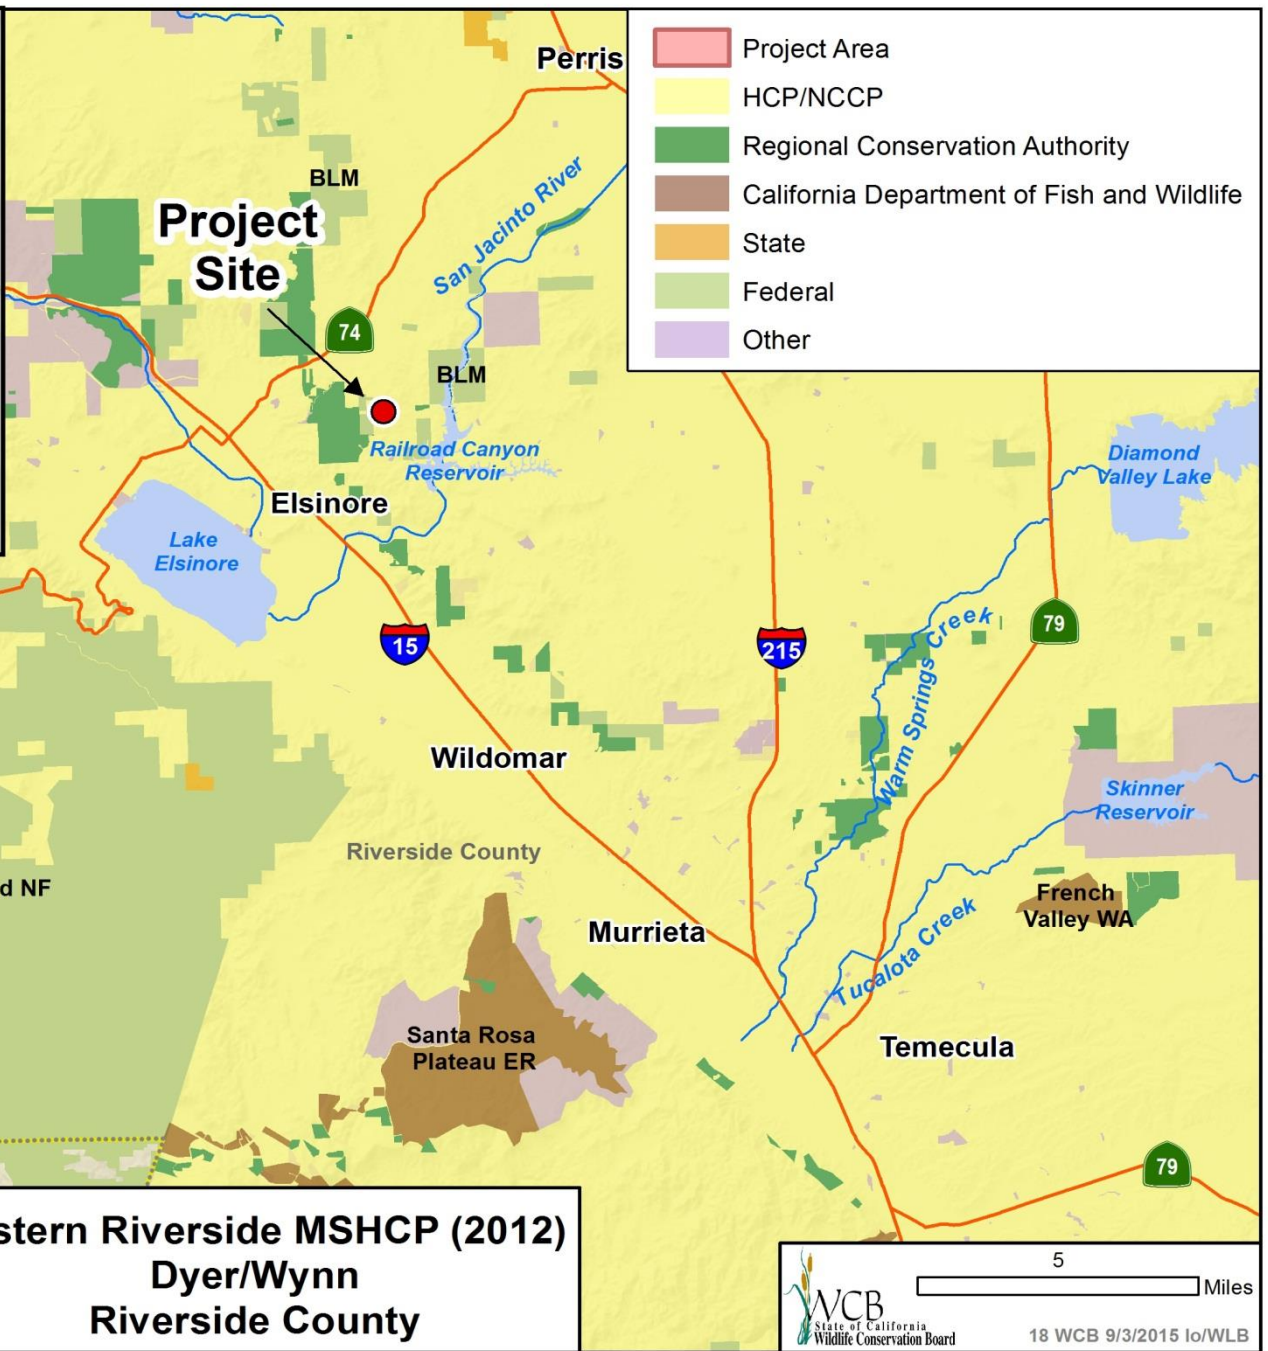 Project Area
HCP/NCCP
Regional Conservation Authority
California Department of Fish and Wildlife
State
Federal
Other
Perris
BLM
Project
Site
San Jacinto River
74
BLM
Railroad Canyon
Reservoir
Diamond
Valley Lake
Elsinore
Lake
Elsinore
15
215
79
Warm Springs Creek
Wildomar
Skinner
Reservoir
Riverside County
d NF
French
Valley WA
Murrieta
Tucalota Creek
Santa Rosa
Plateau ER
Temecula
79
stern Riverside MSHCP (2012)
Dyer/Wynn
Riverside County
WCB
State of California
Wildlife Conservation Board
5
Miles
18 WCB 9/3/2015 lo/WLB